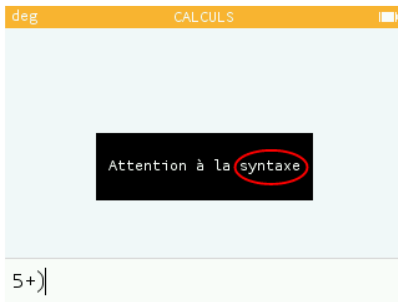 deg CALCULS
Attention à la syntaxe
5+)